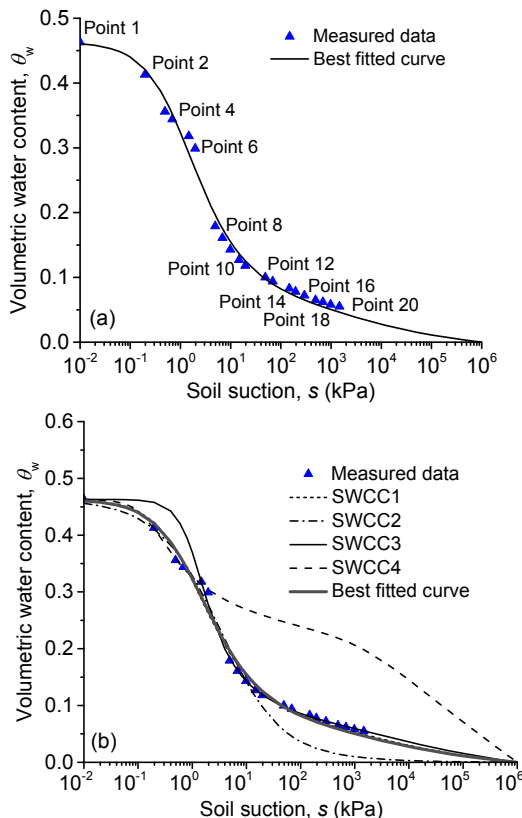 0.5
0.4
0.3
0.2
0.1
0.0
Volumetric water content, θw
Point 1
Point 2
Point 4
Point 6
Point 8
Point 10
Point 12
Point 14
Point 16
Point 18
Point 20
Measured data
Best fitted curve
(a)
10-2 10-1 100 101 102 103 104 105 106
Soil suction, s (kPa)
0.6
0.5
0.4
0.3
0.2
0.1
0.0
Volumetric water content, θw
Measured data
SWCC1
SWCC2
SWCC3
SWCC4
Best fitted curve
(b)
10-2 10-1 100 101 102 103 104 105 106
Soil suction, s (kPa)